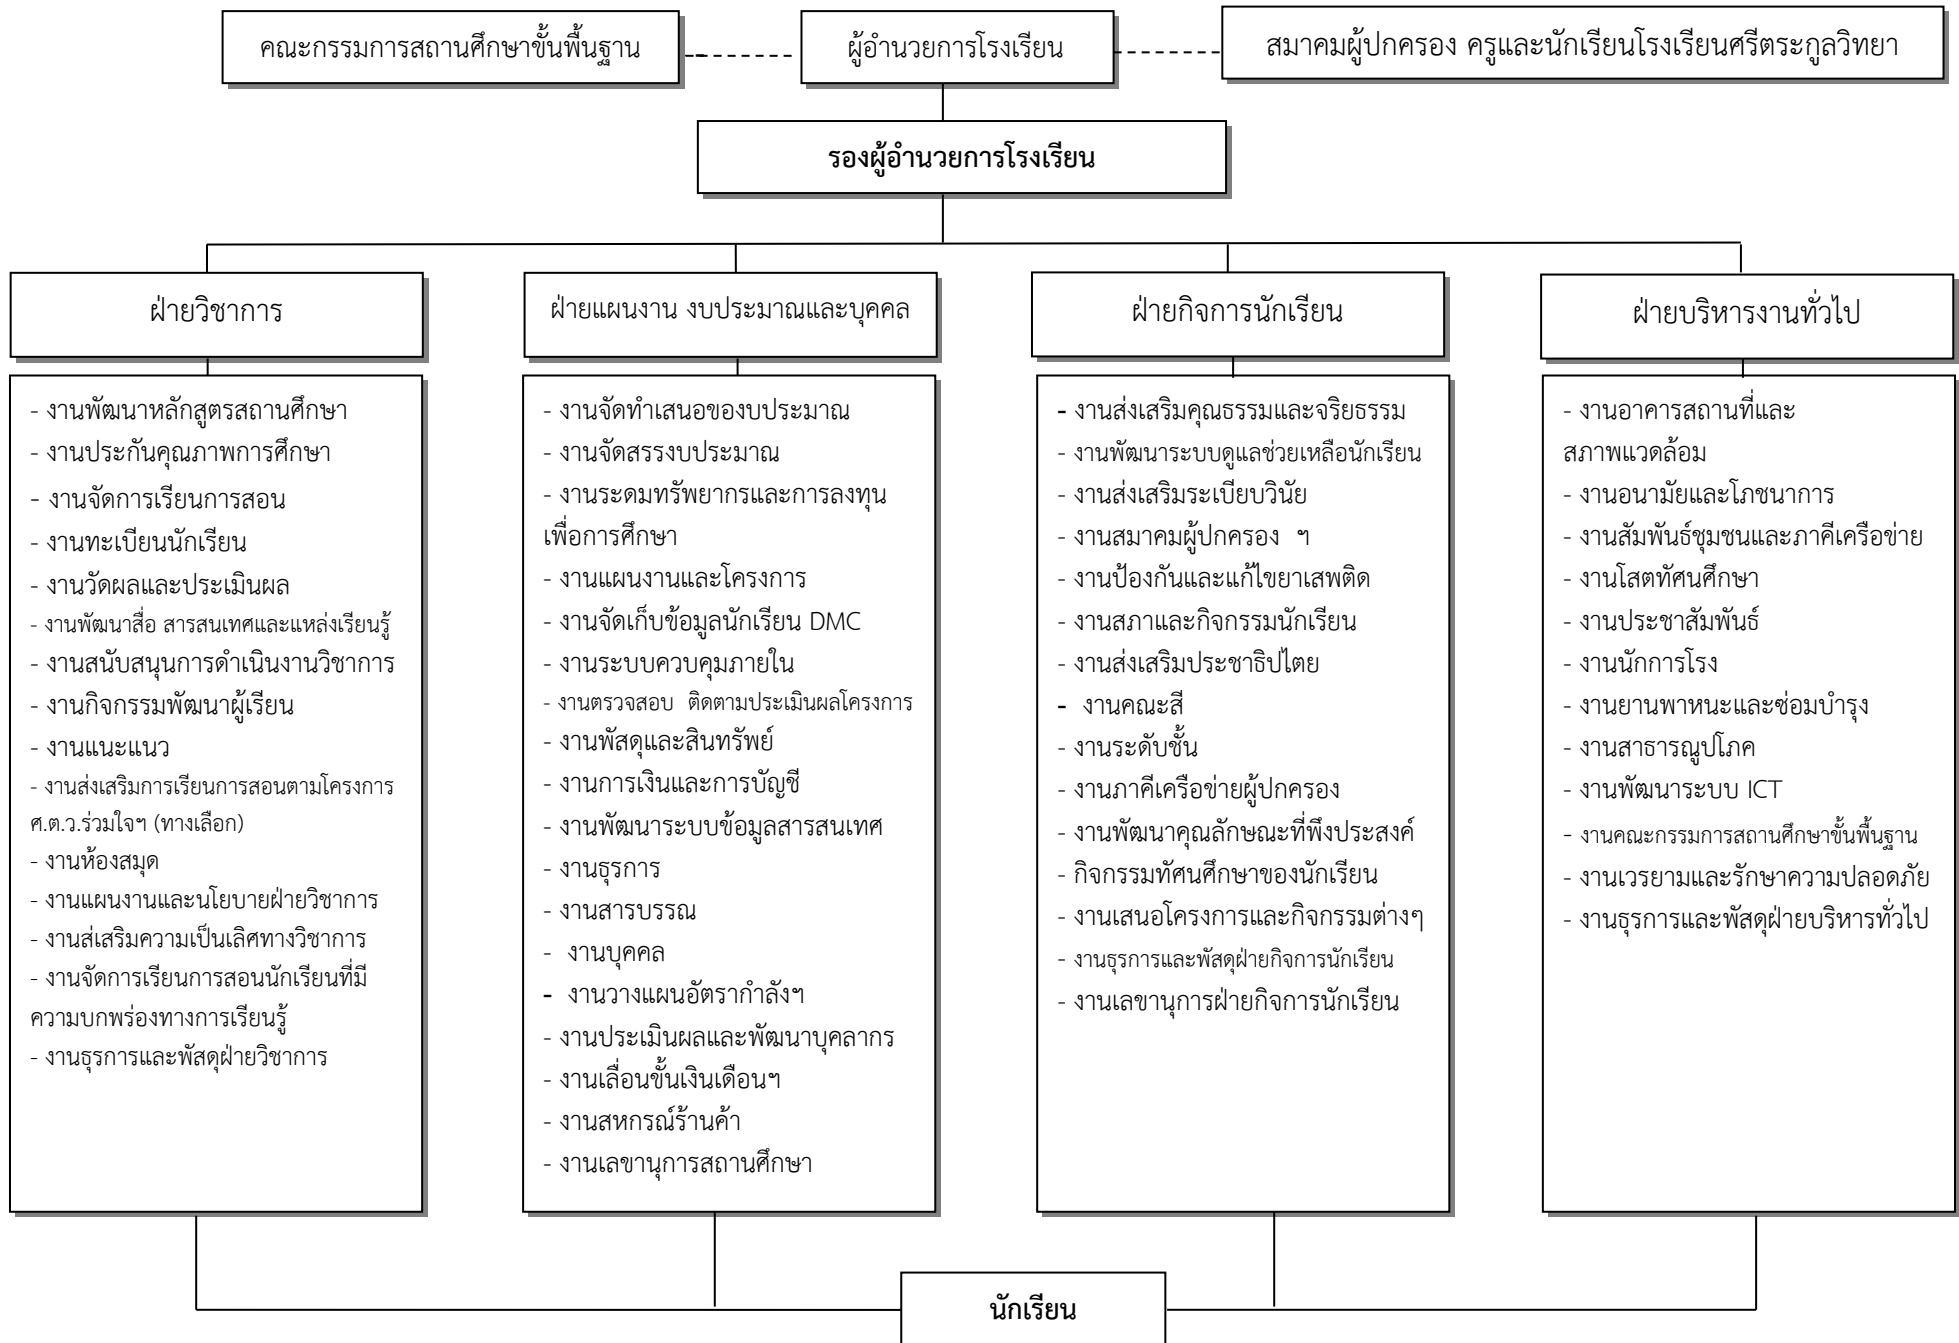 คณะกรรมการสถานศึกษาขั้นพื้นฐาน
ผู้อำนวยการโรงเรียน
สมาคมผู้ปกครอง ครูและนักเรียนโรงเรียนศรีตระกูลวิทยา
รองผู้อำนวยการโรงเรียน
ฝ่ายวิชาการ
- งานพัฒนาหลักสูตรสถานศึกษา
- งานประกันคุณภาพการศึกษา
- งานจัดการเรียนการสอน
- งานทะเบียนนักเรียน
- งานวัดผลและประเมินผล
- งานพัฒนาสื่อ สารสนเทศและแหล่งเรียนรู้
- งานสนับสนุนการดำเนินงานวิชาการ
- งานกิจกรรมพัฒนาผู้เรียน
- งานแนะแนว
- งานส่งเสริมการเรียนการสอนตามโครงการ
ศ.ต.ว.ร่วมใจฯ (ทางเลือก)
- งานห้องสมุด
- งานแผนงานและนโยบายฝ่ายวิชาการ
- งานส่เสริมความเป็นเลิศทางวิชาการ
- งานจัดการเรียนการสอนนักเรียนที่มี
ความบกพร่องทางการเรียนรู้
- งานธุรการและพัสดุฝ่ายวิชาการ
ฝ่ายแผนงาน งบประมาณและบุคคล
- งานจัดทำเสนอของบประมาณ
- งานจัดสรรงบประมาณ
- งานระดมทรัพยากรและการลงทุน
เพื่อการศึกษา
- งานแผนงานและโครงการ
- งานจัดเก็บข้อมูลนักเรียน DMC
- งานระบบควบคุมภายใน
- งานตรวจสอบ ติดตามประเมินผลโครงการ
- งานพัสดุและสินทรัพย์
- งานการเงินและการบัญชี
- งานพัฒนาระบบข้อมูลสารสนเทศ
- งานธุรการ
- งานสารบรรณ
- งานบุคคล
- งานวางแผนอัตรากำลังฯ
- งานประเมินผลและพัฒนาบุคลากร
- งานเลื่อนขั้นเงินเดือนฯ
- งานสหกรณ์ร้านค้า
- งานเลขานุการสถานศึกษา
ฝ่ายกิจการนักเรียน
- งานส่งเสริมคุณธรรมและจริยธรรม
- งานพัฒนาระบบดูแลช่วยเหลือนักเรียน
- งานส่งเสริมระเบียบวินัย
- งานสมาคมผู้ปกครอง ฯ
- งานป้องกันและแก้ไขยาเสพติด
- งานสภาและกิจกรรมนักเรียน
- งานส่งเสริมประชาธิปไตย
- งานคณะสี
- งานระดับชั้น
- งานภาคีเครือข่ายผู้ปกครอง
- งานพัฒนาคุณลักษณะที่พึงประสงค์
- กิจกรรมทัศนศึกษาของนักเรียน
- งานเสนอโครงการและกิจกรรมต่างๆ
- งานธุรการและพัสดุฝ่ายกิจการนักเรียน
- งานเลขานุการฝ่ายกิจการนักเรียน
ฝ่ายบริหารงานทั่วไป
- งานอาคารสถานที่และ
สภาพแวดล้อม
- งานอนามัยและโภชนาการ
- งานสัมพันธ์ชุมชนและภาคีเครือข่าย
- งานโสตทัศนศึกษา
- งานประชาสัมพันธ์
- งานนักการโรง
- งานยานพาหนะและซ่อมบำรุง
- งานสาธารณูปโภค
- งานพัฒนาระบบ ICT
- งานคณะกรรมการสถานศึกษาขั้นพื้นฐาน
- งานเวรยามและรักษาความปลอดภัย
- งานธุรการและพัสดุฝ่ายบริหารทั่วไป
นักเรียน